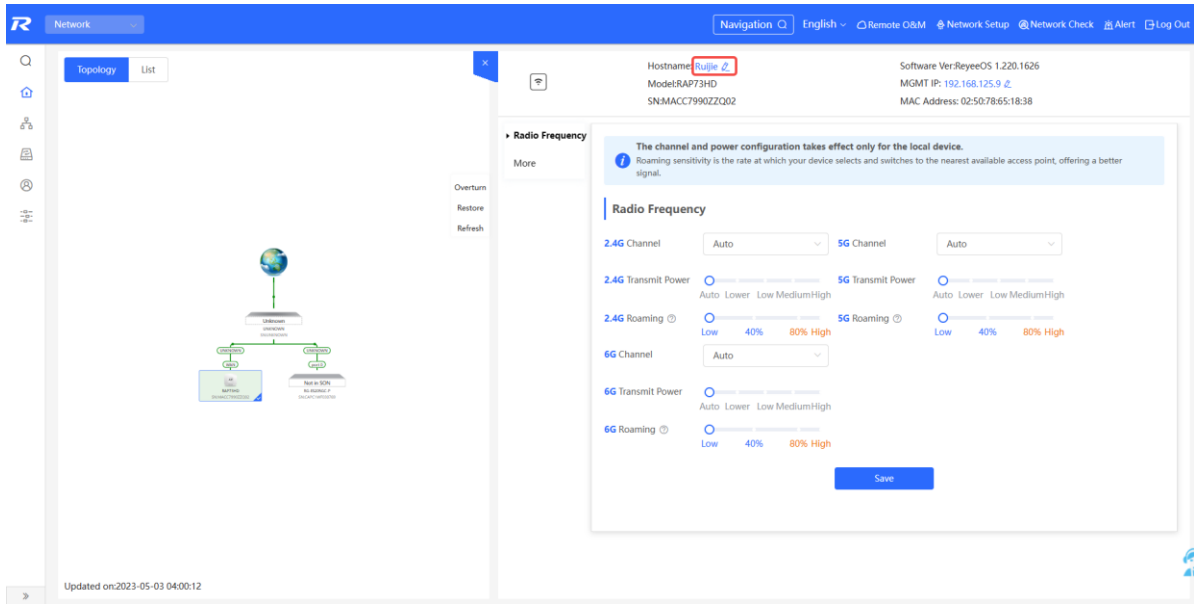 Network
Navigation
English
Remote O&M
Network Setup
Network Check
Alert
Log Out
Topology
List
Overturn
Restore
Refresh
Unknown
UNKNOWN
UNKNOWN
UNKNOWN
Not in SON
Updated on:2023-05-03 04:00:12
Hostname:Ruijie
Software Ver:ReyeeOS 1.220.1626
Model:RAP73HD
MGMT IP: 192.168.125.9
SN:MACC7990ZZQ02
MAC Address: 02:50:78:65:18:38
Radio Frequency
More
The channel and power configuration takes effect only for the local device.
Roaming sensitivity is the rate at which your device selects and switches to the nearest available access point, offering a better
signal.
Radio Frequency
2.4G Channel Auto 5G Channel Auto
2.4G Transmit Power 5G Transmit Power
Auto Lower Low Medium High Auto Lower Low Medium High
2.4G Roaming 5G Roaming
Low 40% 80% High Low 40% 80% High
6G Channel Auto
6G Transmit Power
Auto Lower Low Medium High
6G Roaming
Low 40% 80% High
Save